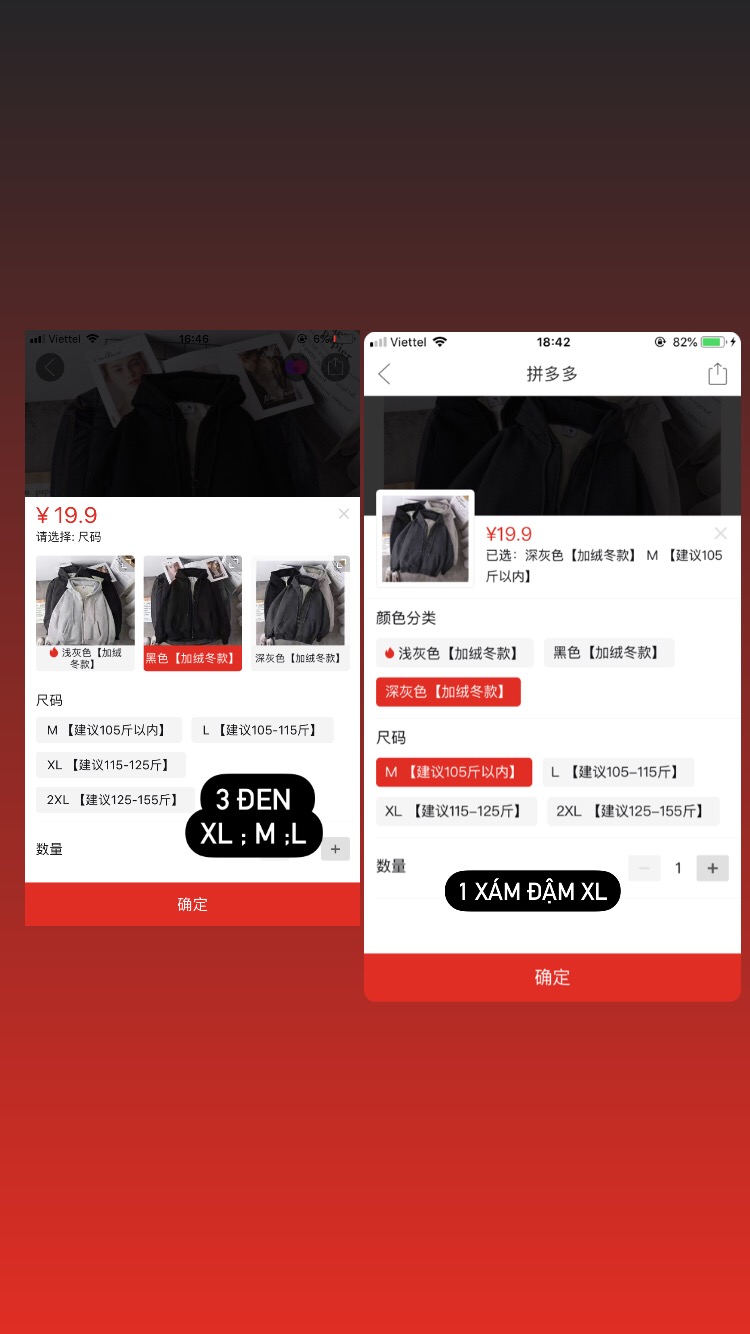 Viettel 16:46 6%
¥19.9
请选择: 尺码
浅灰色【加绒
冬款】
黑色【加绒冬款】
深灰色【加绒冬款】
尺码
M 【建议105斤以内】
L 【建议105-115斤】
XL 【建议115-125斤】
2XL 【建议125-155斤】
3 ĐEN
XL ; M ;L
数量
+
确定
Viettel 18:42 82%
拼多多
¥19.9
已选：深灰色【加绒冬款】 M 【建议105
斤以内】
颜色分类
浅灰色【加绒冬款】
黑色【加绒冬款】
深灰色【加绒冬款】
尺码
M 【建议105斤以内】
L 【建议105–115斤】
XL 【建议115–125斤】
2XL 【建议125–155斤】
数量
− 1 +
1 XÁM ĐẬM XL
确定